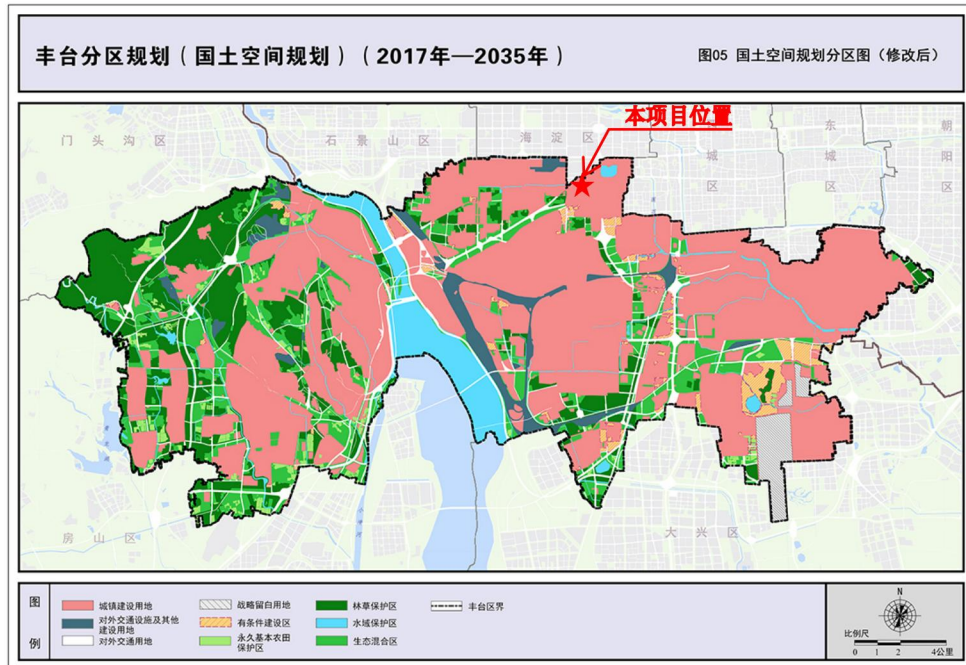 丰台分区规划（国土空间规划）（2017年—2035年）
图05 国土空间规划分区图（修改后）
本项目位置
门头沟区
石景山区
海淀区
城区
东城区
朝阳区
房山区
大兴区
图例
城镇建设用地
对外交通设施及其他
建设用地
对外交通用地
战略留白用地
有条件建设区
永久基本农田
保护区
林草保护区
水域保护区
生态混合区
丰台区界
N
比例尺
0 1 2 4公里